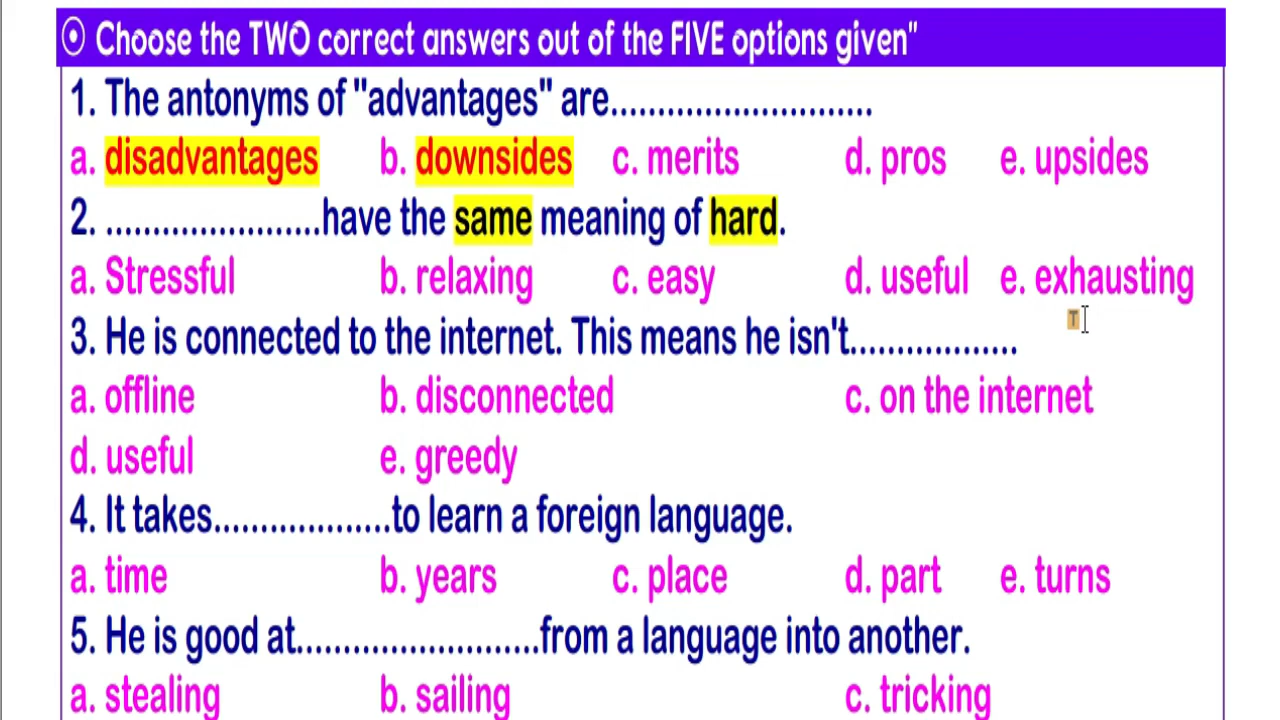 Choose the TWO correct answers out of the FIVE options given"
1. The antonyms of "advantages" are............................
a. disadvantages b. downsides c. merits d. pros e. upsides
2. .......................have the same meaning of hard.
a. Stressful b. relaxing c. easy d. useful e. exhausting
3. He is connected to the internet. This means he isn't..................
a. offline b. disconnected c. on the internet
d. useful e. greedy
4. It takes...................to learn a foreign language.
a. time b. years c. place d. part e. turns
5. He is good at..........................from a language into another.
a. stealing b. sailing c. tricking